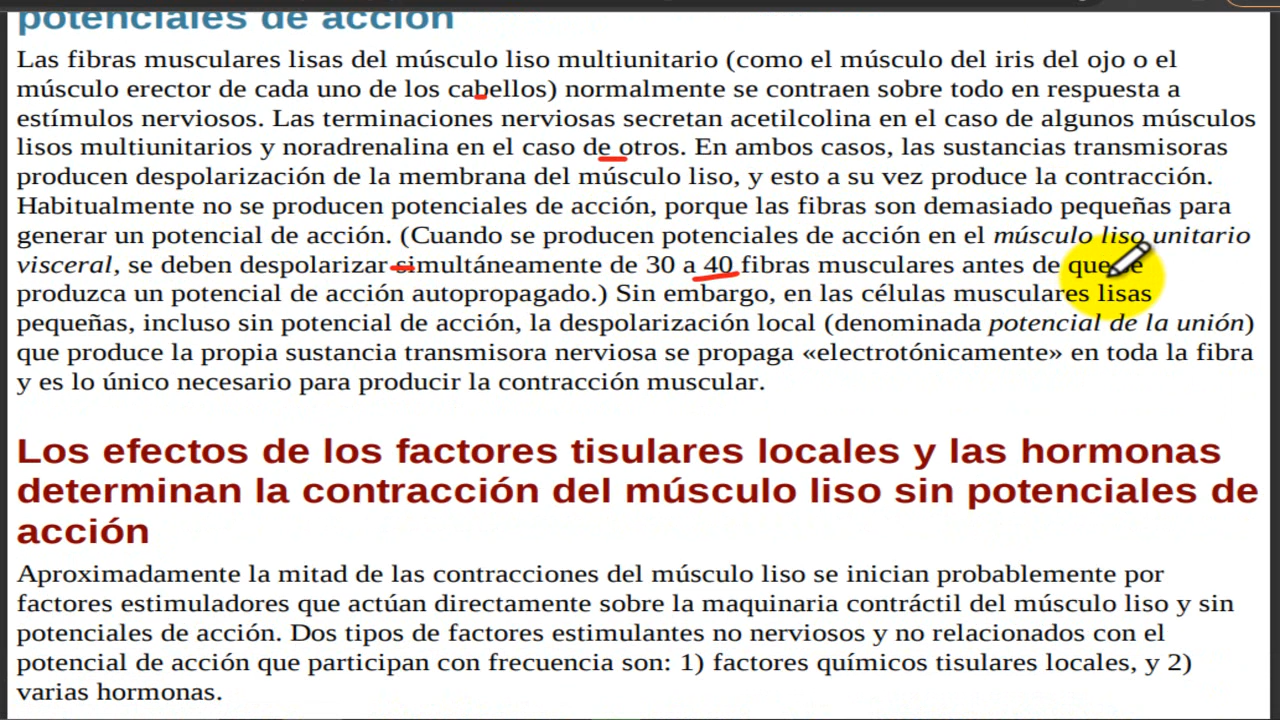 potenciales de acción
Las fibras musculares lisas del músculo liso multiunitario (como el músculo del iris del ojo o el
músculo erector de cada uno de los cabellos) normalmente se contraen sobre todo en respuesta a
estímulos nerviosos. Las terminaciones nerviosas secretan acetilcolina en el caso de algunos músculos
lisos multiunitarios y noradrenalina en el caso de otros. En ambos casos, las sustancias transmisoras
producen despolarización de la membrana del músculo liso, y esto a su vez produce la contracción.
Habitualmente no se producen potenciales de acción, porque las fibras son demasiado pequeñas para
generar un potencial de acción. (Cuando se producen potenciales de acción en el músculo liso unitario
visceral, se deben despolarizar simultáneamente de 30 a 40 fibras musculares antes de que se
produzca un potencial de acción autopropagado.) Sin embargo, en las células musculares lisas
pequeñas, incluso sin potencial de acción, la despolarización local (denominada potencial de la unión)
que produce la propia sustancia transmisora nerviosa se propaga «electrotónicamente» en toda la fibra
y es lo único necesario para producir la contracción muscular.
Los efectos de los factores tisulares locales y las hormonas
determinan la contracción del músculo liso sin potenciales de
acción
Aproximadamente la mitad de las contracciones del músculo liso se inician probablemente por
factores estimuladores que actúan directamente sobre la maquinaria contráctil del músculo liso y sin
potenciales de acción. Dos tipos de factores estimulantes no nerviosos y no relacionados con el
potencial de acción que participan con frecuencia son: 1) factores químicos tisulares locales, y 2)
varias hormonas.